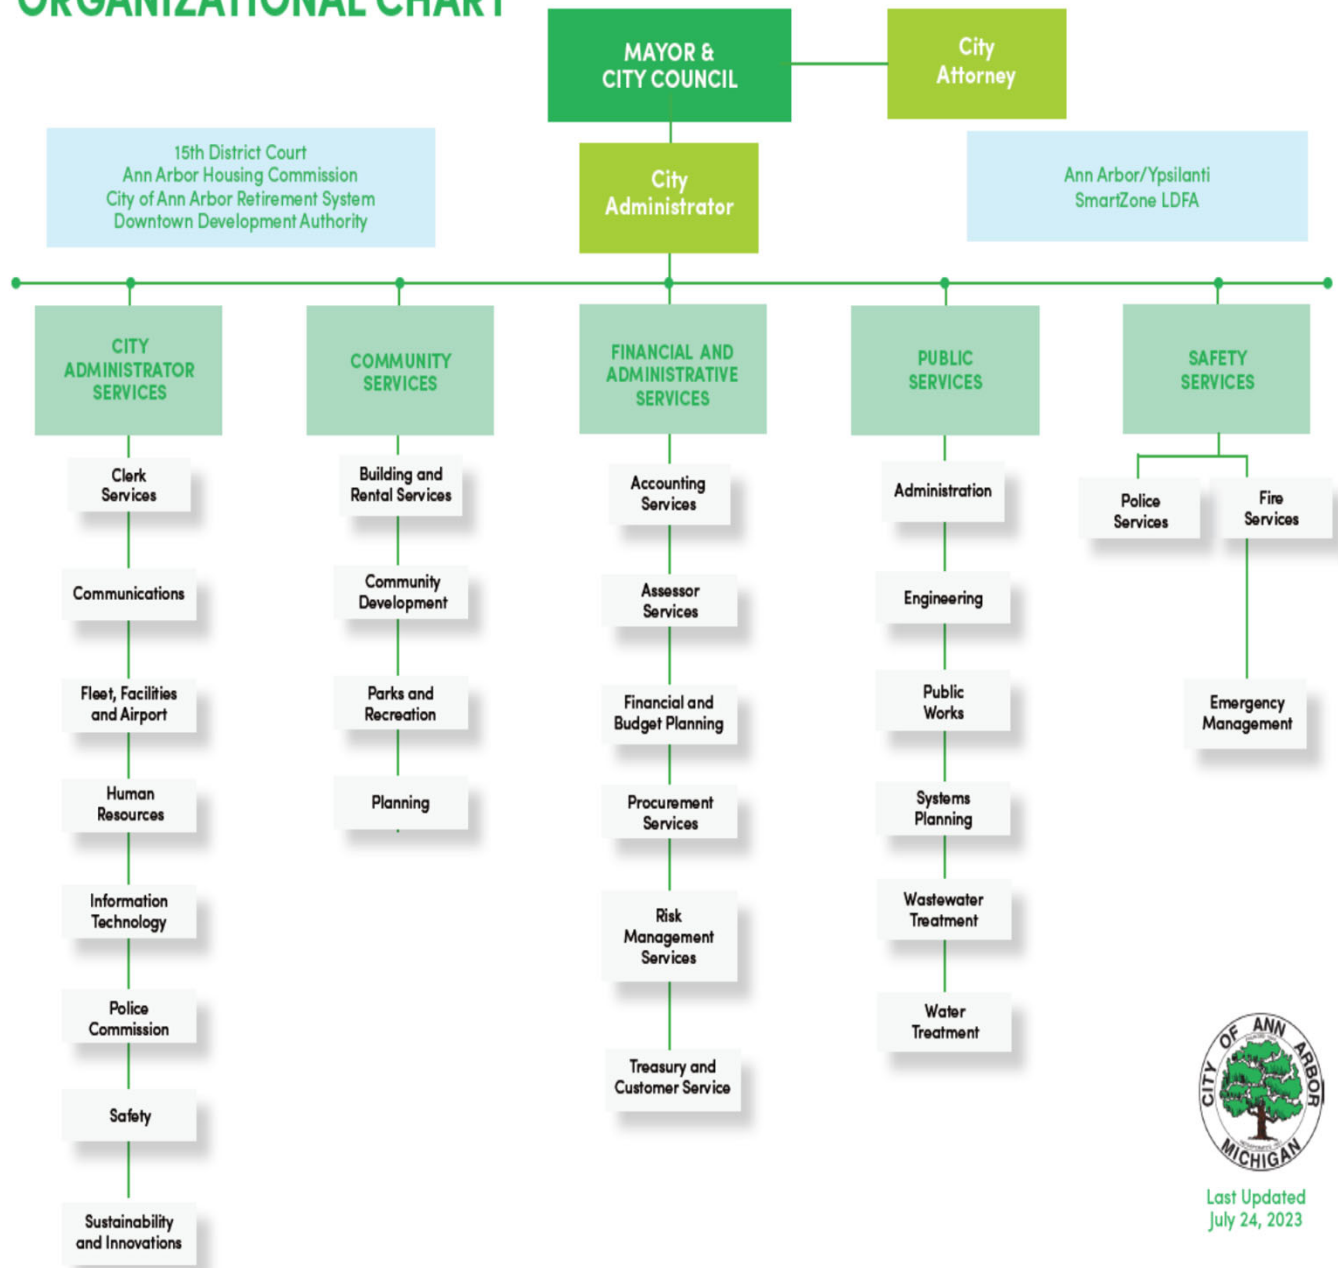 ORGANIZATIONAL CHART
MAYOR &
CITY COUNCIL
City
Attorney
15th District Court
Ann Arbor Housing Commission
City of Ann Arbor Retirement System
Downtown Development Authority
City
Administrator
Ann Arbor/Ypsilanti
SmartZone LDFA
CITY
ADMINISTRATOR
SERVICES
Clerk
Services
Communications
Fleet, Facilities
and Airport
Human
Resources
Information
Technology
Police
Commission
Safety
Sustainability
and Innovations
COMMUNITY
SERVICES
Building and
Rental Services
Community
Development
Parks and
Recreation
Planning
FINANCIAL AND
ADMINISTRATIVE
SERVICES
Accounting
Services
Assessor
Services
Financial and
Budget Planning
Procurement
Services
Risk
Management
Services
Treasury and
Customer Service
PUBLIC
SERVICES
Administration
Engineering
Public
Works
Systems
Planning
Wastewater
Treatment
Water
Treatment
SAFETY
SERVICES
Police
Services
Fire
Services
Emergency
Management
CITY OF ANN ARBOR
MICHIGAN
Last Updated
July 24, 2023